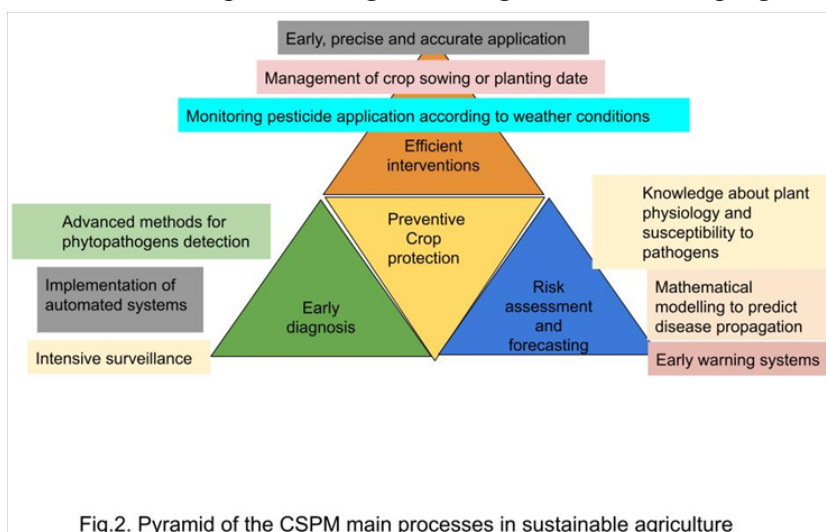 Early, precise and accurate application
Management of crop sowing or planting date
Monitoring pesticide application according to weather conditions
Efficient
interventions
Advanced methods for
phytopathogens detection
Implementation of
automated systems
Intensive surveillance
Early
diagnosis
Preventive
Crop
protection
Risk
assessment
and
forecasting
Knowledge about plant
physiology and
susceptibility to
pathogens
Mathematical
modelling to predict
disease propagation
Early warning systems
Fig.2. Pyramid of the CSPM main processes in sustainable agriculture